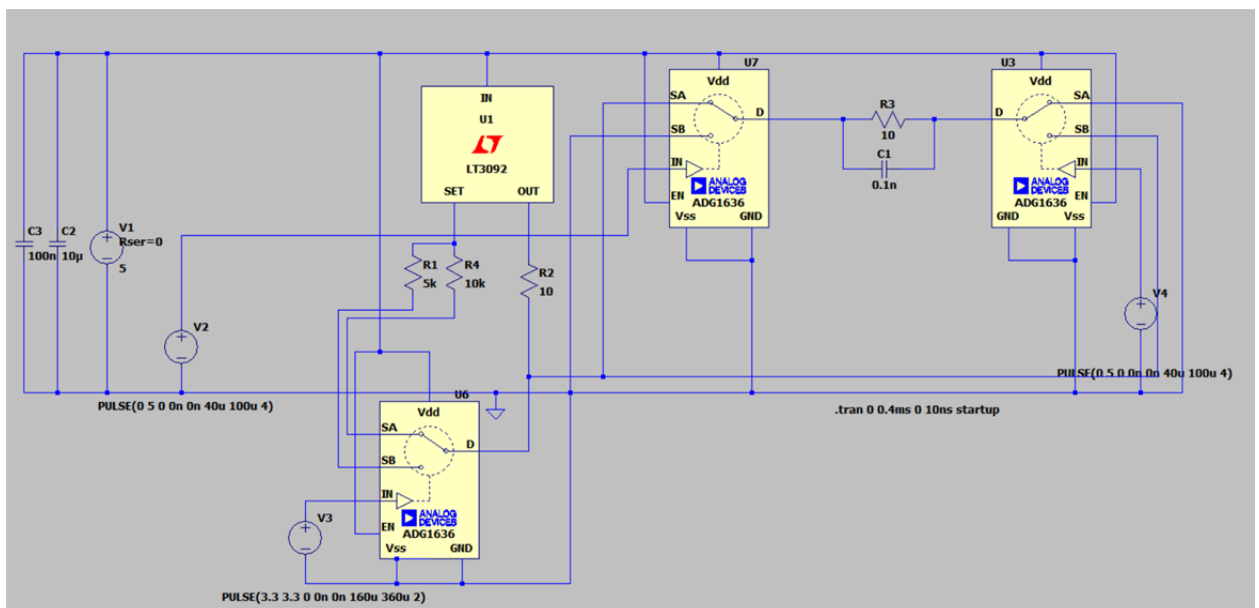 U7
U3
Vdd
SA
SB
D
IN
EN
ANALOG
DEVICES
ADG1636
Vss
GND
R3
10
C1
0.1n
Vdd
SA
D
SB
IN
EN
ANALOG
DEVICES
ADG1636
GND
Vss
IN
U1
LT3092
SET
OUT
C3
100n
C2
10µ
V1
Rser=0
5
R1
5k
R4
10k
R2
10
V2
V4
PULSE(0 5 0 0n 0n 40u 100u 4)
PULSE(0 5 0 0n 0n 40u 100u 4)
.tran 0 0.4ms 0 10ns startup
U6
Vdd
SA
D
SB
IN
EN
ANALOG
DEVICES
ADG1636
Vss
GND
V3
PULSE(3.3 3.3 0 0n 0n 160u 360u 2)